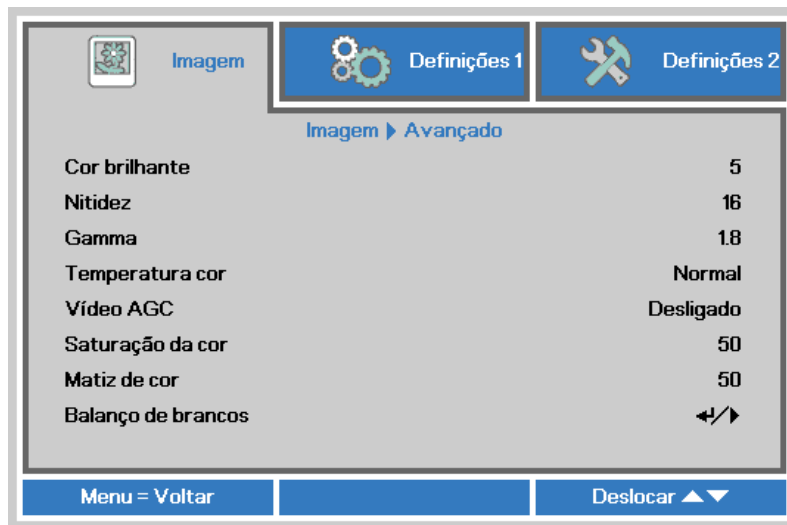 Imagem Definições 1 Definições 2
Imagem Avançado
Cor brilhante 5
Nitidez 16
Gamma 1.8
Temperatura cor Normal
Vídeo AGC Desligado
Saturação da cor 50
Matiz de cor 50
Balanço de brancos
Menu = Voltar Deslocar